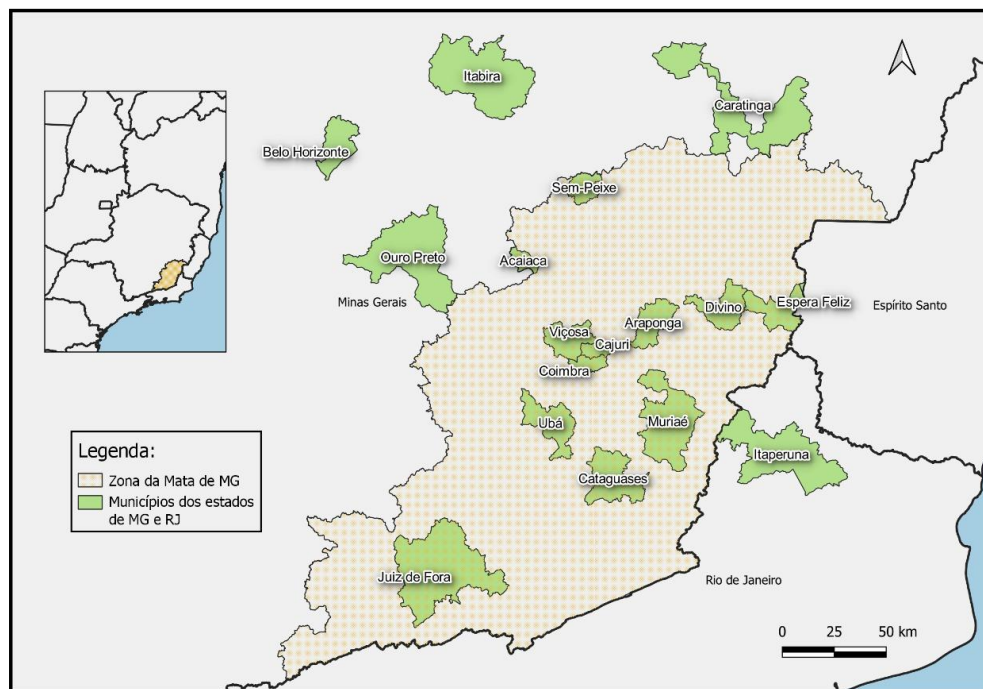 Itabira
Caratinga
Belo Horizonte
Sem-Peixe
Ouro Preto
Acaiaca
Minas Gerais
Divino
Espera Feliz
Espírito Santo
Araponga
Viçosa
Cajuri
Coimbra
Ubá
Muriaé
Itaperuna
Cataguases
Legenda:
Zona da Mata de MG
Municípios dos estados
de MG e RJ
Juiz de Fora
Rio de Janeiro
0 25 50 km